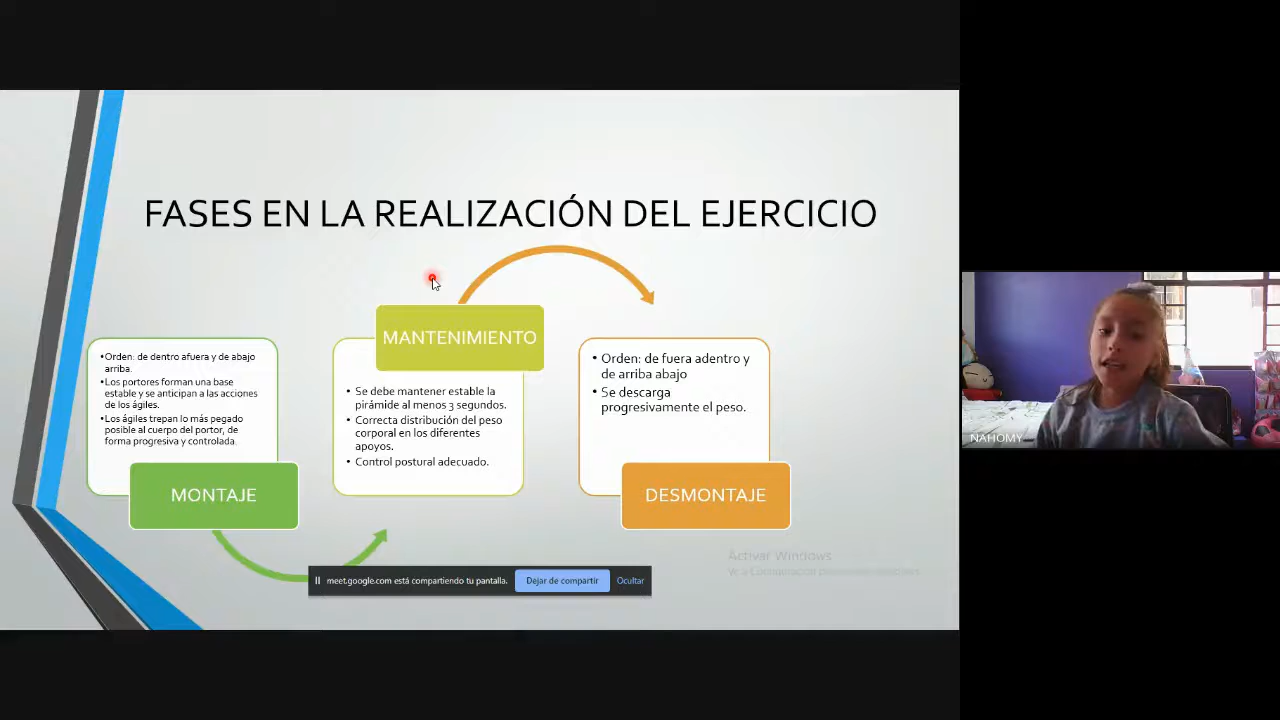 FASES EN LA REALIZACIÓN DEL EJERCICIO
•Orden: de dentro afuera y de abajo
arriba.
•Los portores forman una base
estable y se anticipan a las acciones
de los ágiles.
•Los ágiles trepan lo más pegado
posible al cuerpo del portor, de
forma progresiva y controlada.
MONTAJE
MANTENIMIENTO
• Se debe mantener estable la
pirámide al menos 3 segundos.
• Correcta distribución del peso
corporal en los diferentes
apoyos.
• Control postural adecuado.
• Orden: de fuera adentro y
de arriba abajo
• Se descarga
progresivamente el peso.
DESMONTAJE
Activar Windows
Ve a Configuración para
meet.google.com está compartiendo tu pantalla.
Dejar de compartir
Ocultar
NAHOMY